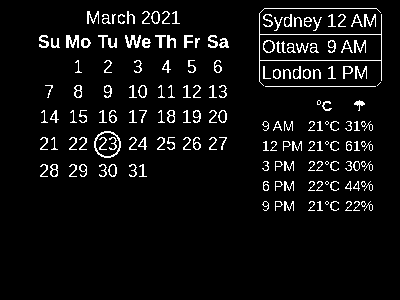 March 2021
Su Mo Tu We Th Fr Sa
1 2 3 4 5 6
7 8 9 10 11 12 13
14 15 16 17 18 19 20
21 22 23 24 25 26 27
28 29 30 31
Sydney 12 AM
Ottawa 9 AM
London 1 PM
°C ☂
9 AM 21°C 31%
12 PM 21°C 61%
3 PM 22°C 30%
6 PM 22°C 44%
9 PM 21°C 22%